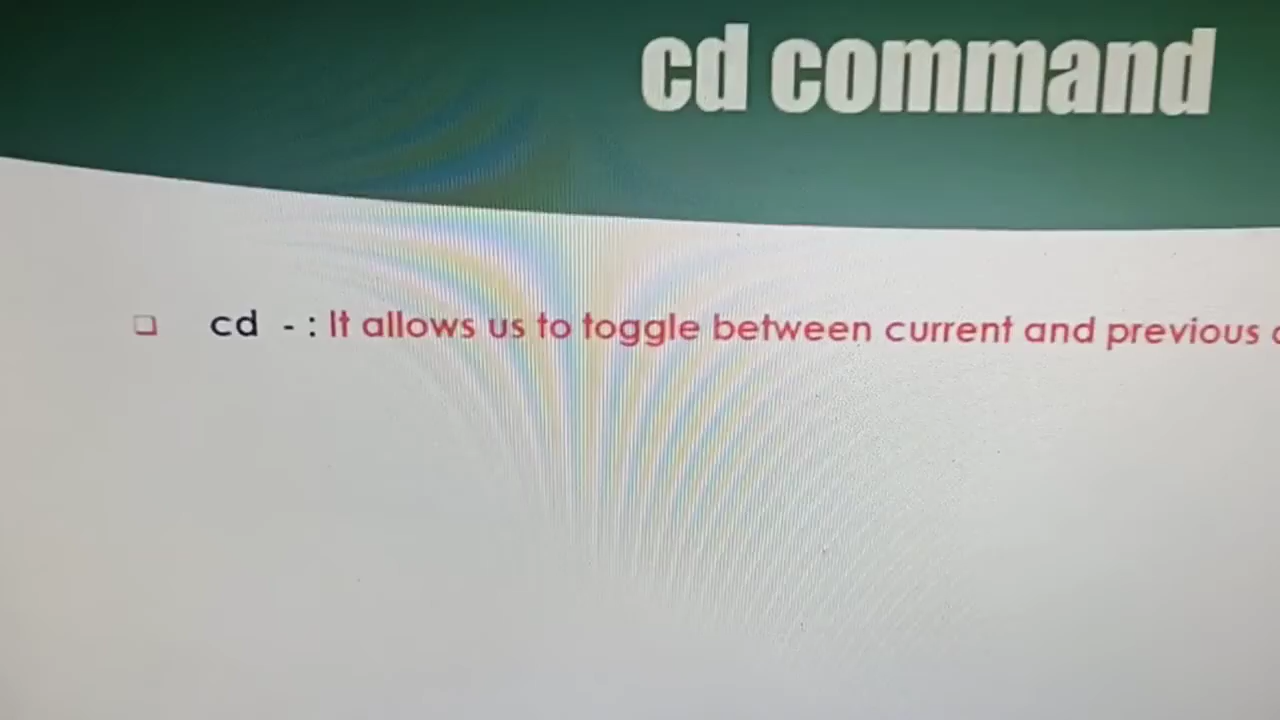 cd command
❑ cd - : It allows us to toggle between current and previous